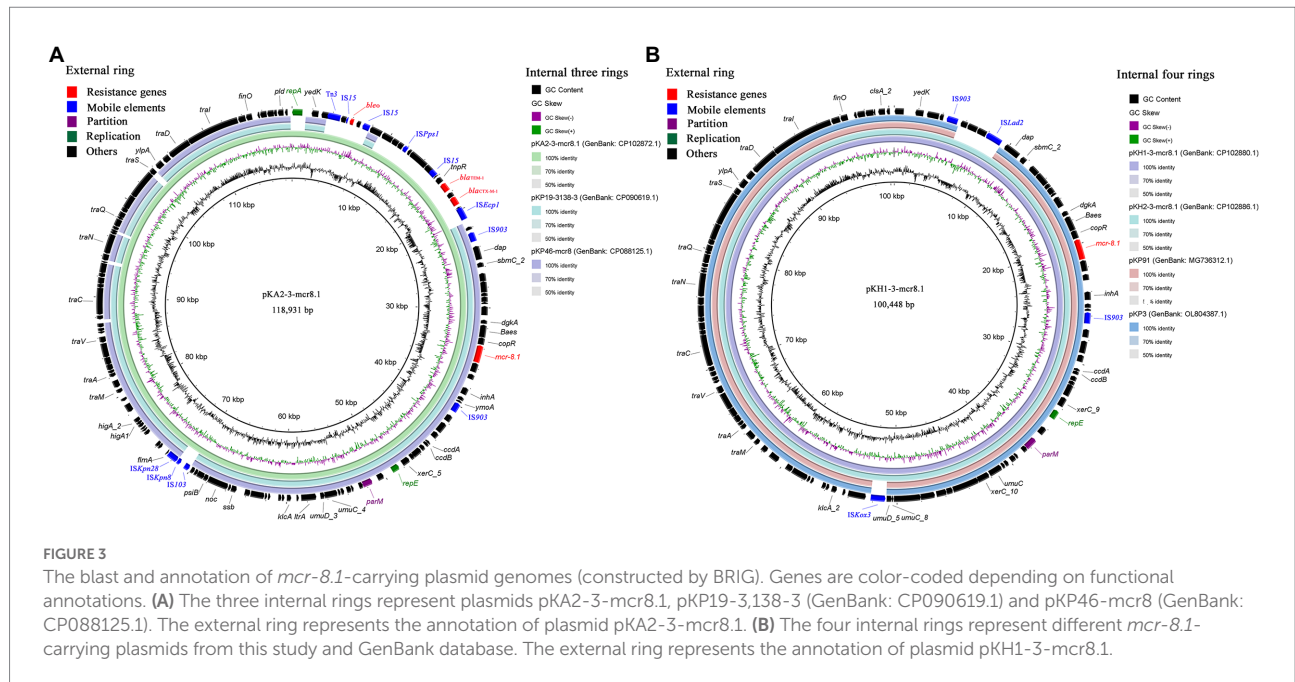 A
External ring
Resistance genes
Mobile elements
Partition
Replication
Others
pKA2-3-mcr8.1
118,931 bp
10 kbp
20 kbp
30 kbp
40 kbp
50 kbp
60 kbp
70 kbp
80 kbp
90 kbp
100 kbp
110 kbp
pld
repA
yedK
Tn3
IS15
bleo
IS15
ISPps1
IS15
tnpR
blaTEM-1
blaCTX-M-1
ISEcp1
IS903
dap
sbmC_2
dgkA
Baes
copR
mcr-8.1
inhA
ymoA
IS903
ccdA
ccdB
xerC_5
repE
parM
umuC_4
umuD_3
ltrA
klcA
ssb
noc
psiB
IS103
ISKpn8
ISKpn28
flmA
higA1
higA_2
traM
traA
traV
traC
traN
traQ
traS
ylpA
traD
traI
finO
Internal three rings
GC Content
GC Skew
GC Skew(-)
GC Skew(+)
pKA2-3-mcr8.1 (GenBank: CP102872.1)
100% identity
70% identity
50% identity
pKP19-3138-3 (GenBank: CP090619.1)
100% identity
70% identity
50% identity
pKP46-mcr8 (GenBank: CP088125.1)
100% identity
70% identity
50% identity
B
External ring
Resistance genes
Mobile elements
Partition
Replication
Others
pKH1-3-mcr8.1
100,448 bp
10 kbp
20 kbp
30 kbp
40 kbp
50 kbp
60 kbp
70 kbp
80 kbp
90 kbp
100 kbp
clsA_2
yedK
IS903
ISLad2
dap
sbmC_2
dgkA
Baes
copR
mcr-8.1
inhA
IS903
ccdA
ccdB
xerC_9
repE
parM
umuC
xerC_10
umuC_8
umuD_5
ISKox3
klcA_2
traM
traA
traV
traC
traN
traQ
traS
ylpA
traD
traI
finO
Internal four rings
GC Content
GC Skew
GC Skew(-)
GC Skew(+)
pKH1-3-mcr8.1 (GenBank: CP102880.1)
100% identity
70% identity
50% identity
pKH2-3-mcr8.1 (GenBank: CP102886.1)
100% identity
70% identity
50% identity
pKP91 (GenBank: MG736312.1)
100% identity
70% identity
% identity
pKP3 (GenBank: OL804387.1)
100% identity
70% identity
50% identity
FIGURE 3
The blast and annotation of mcr-8.1-carrying plasmid genomes (constructed by BRIG). Genes are color-coded depending on functional
annotations. (A) The three internal rings represent plasmids pKA2-3-mcr8.1, pKP19-3,138-3 (GenBank: CP090619.1) and pKP46-mcr8 (GenBank:
CP088125.1). The external ring represents the annotation of plasmid pKA2-3-mcr8.1. (B) The four internal rings represent different mcr-8.1-
carrying plasmids from this study and GenBank database. The external ring represents the annotation of plasmid pKH1-3-mcr8.1.